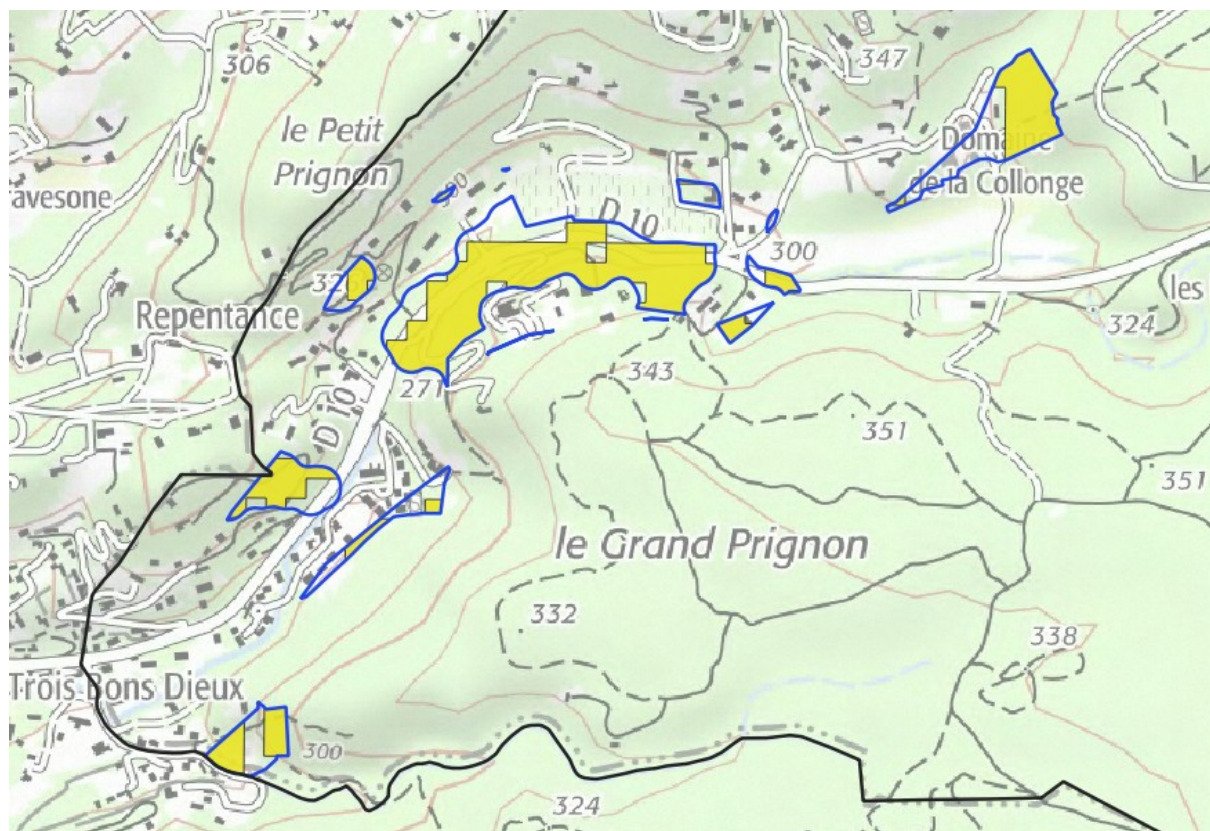 306
347
le Petit
Prignon
Domaine
de la Collonge
avesone
D 10
300
les
324
Repentance
271
343
D 10
351
351
le Grand Prignon
332
338
Trois Bons Dieux
300
324